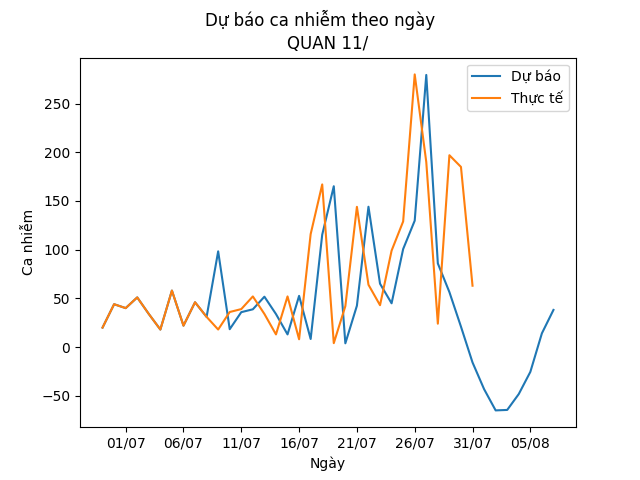 Dự báo ca nhiễm theo ngày
QUAN 11/
Dự báo
Thực tế
Ca nhiễm
250
200
150
100
50
0
−50
01/07 06/07 11/07 16/07 21/07 26/07 31/07 05/08
Ngày